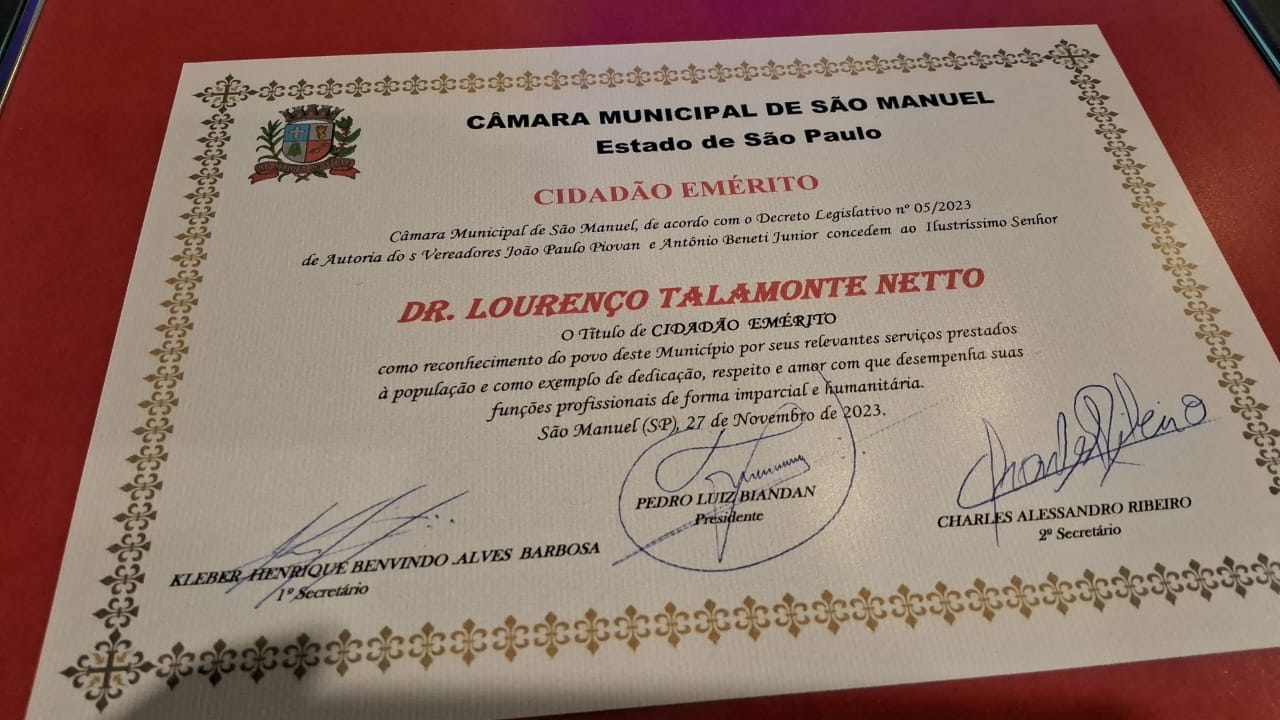 CÂMARA MUNICIPAL DE SÃO MANUEL
Estado de São Paulo
CIDADÃO EMÉRITO
Câmara Municipal de São Manuel, de acordo com o Decreto Legislativo nº 05/2023
de Autoria do s Vereadores João Paulo Piovan e Antônio Beneti Junior concedem ao Ilustríssimo Senhor
DR. LOURENÇO TALAMONTE NETTO
O Título de CIDADÃO EMÉRITO
como reconhecimento do povo deste Município por seus relevantes serviços prestados
à população e como exemplo de dedicação, respeito e amor com que desempenha suas
funções profissionais de forma imparcial e humanitária.
São Manuel (SP), 27 de Novembro de 2023.
KLEBER HENRIQUE BENVINDO .ALVES BARBOSA
1º Secretário
PEDRO LUIZ BIANDAN
Presidente
Charles Ribeiro
CHARLES ALESSANDRO RIBEIRO
2º Secretário